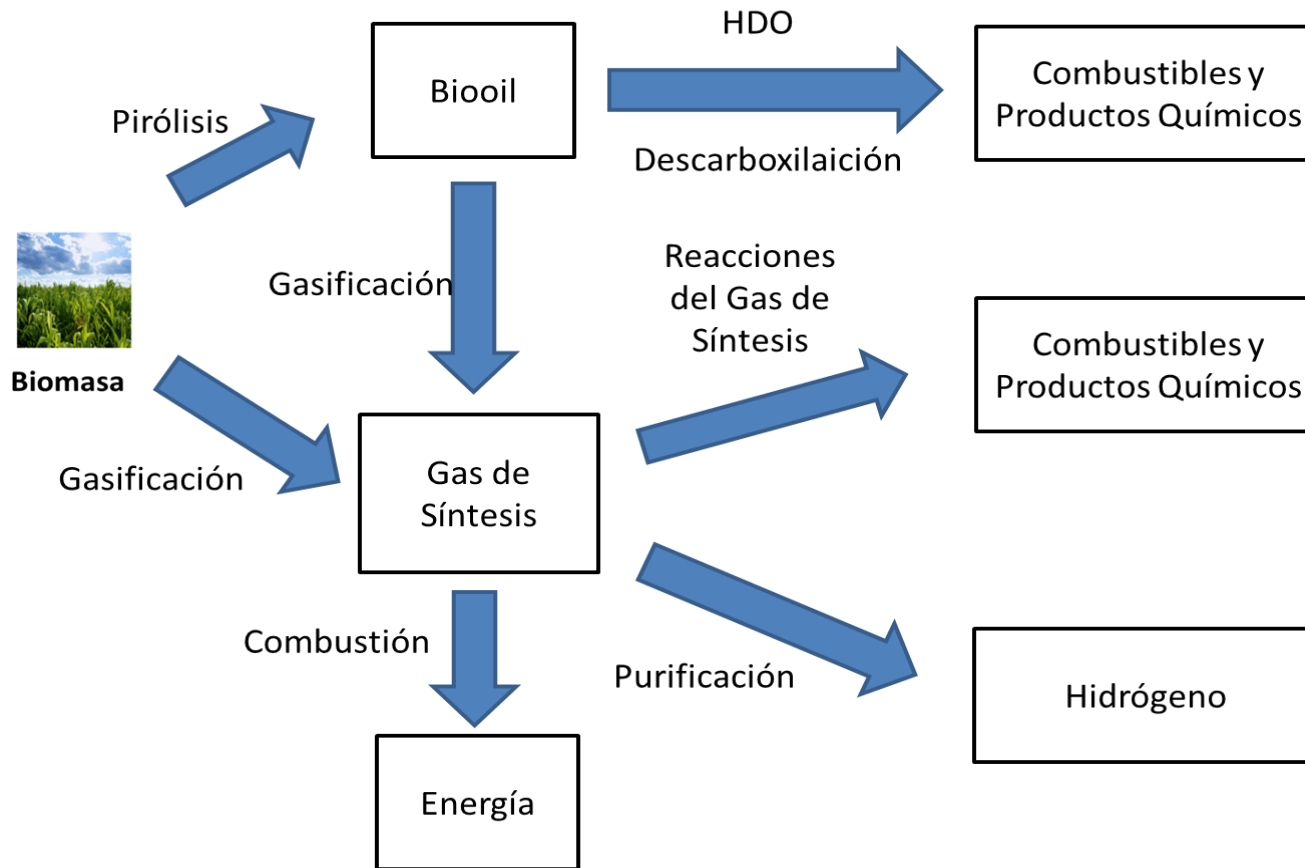 HDO
Combustibles y
Productos Químicos
Biooil
Pirólisis
Descarboxilaición
Gasificación
Reacciones
del Gas de
Síntesis
Combustibles y
Productos Químicos
Biomasa
Gasificación
Gas de
Síntesis
Combustión
Purificación
Hidrógeno
Energía